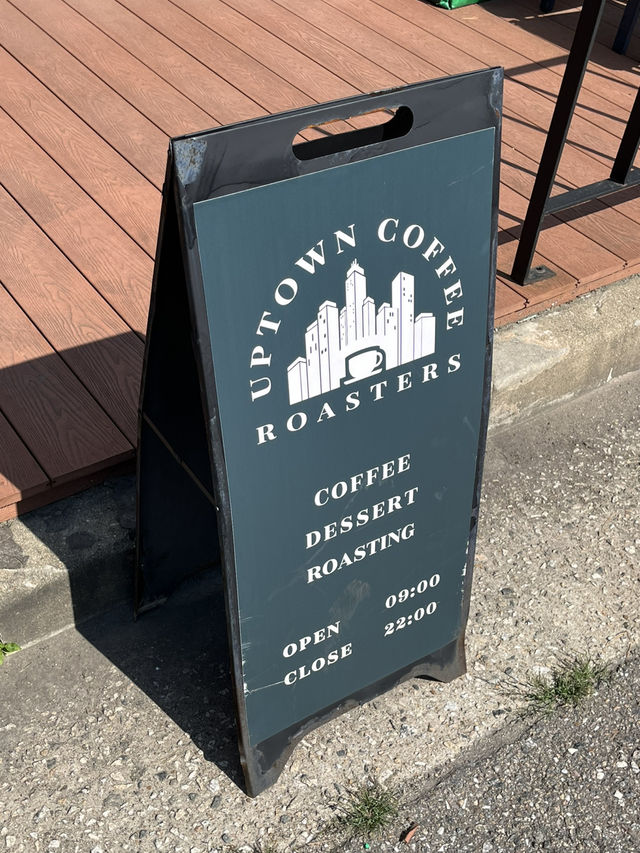 UPTOWN COFFEE
ROASTERS
COFFEE
DESSERT
ROASTING
OPEN 09:00
CLOSE 22:00